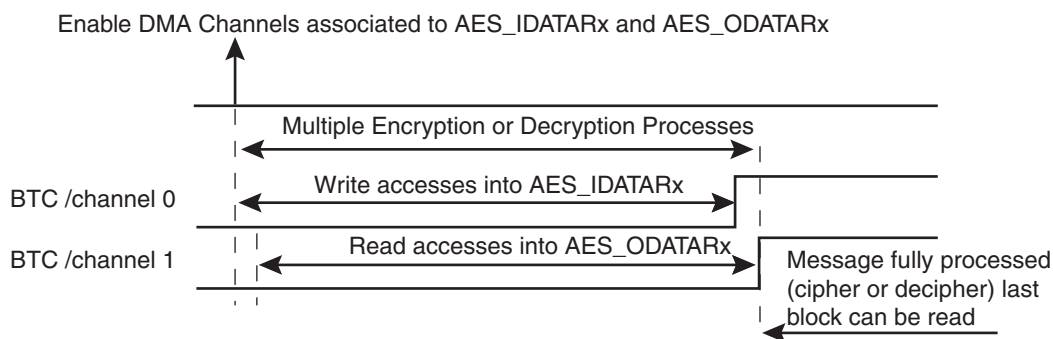 Enable DMA Channels associated to AES_IDATARx and AES_ODATARx
Multiple Encryption or Decryption Processes
BTC /channel 0
Write accesses into AES_IDATARx
BTC /channel 1
Read accesses into AES_ODATARx
Message fully processed
(cipher or decipher) last
block can be read